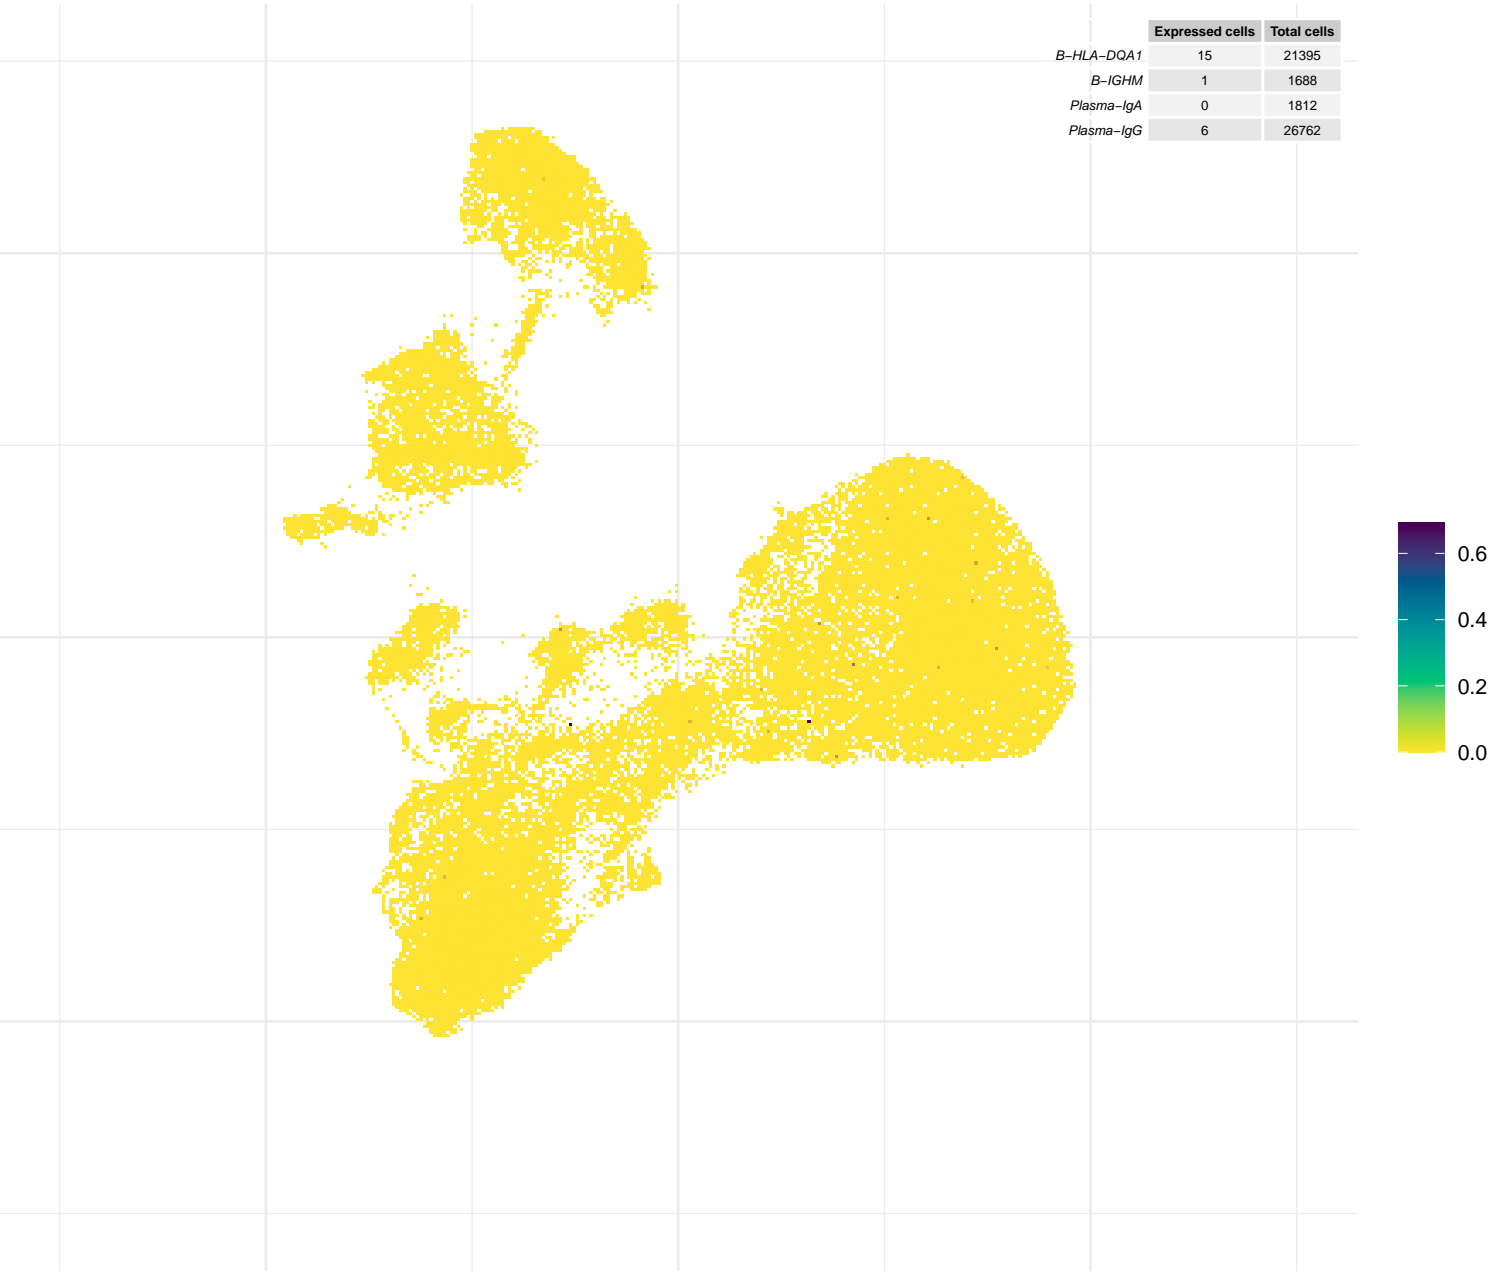 Expressed cells Total cells
B−HLA−DQA1 15 21395
B−IGHM 1 1688
Plasma−IgA 0 1812
Plasma−IgG 6 26762
0.6
0.4
0.2
0.0